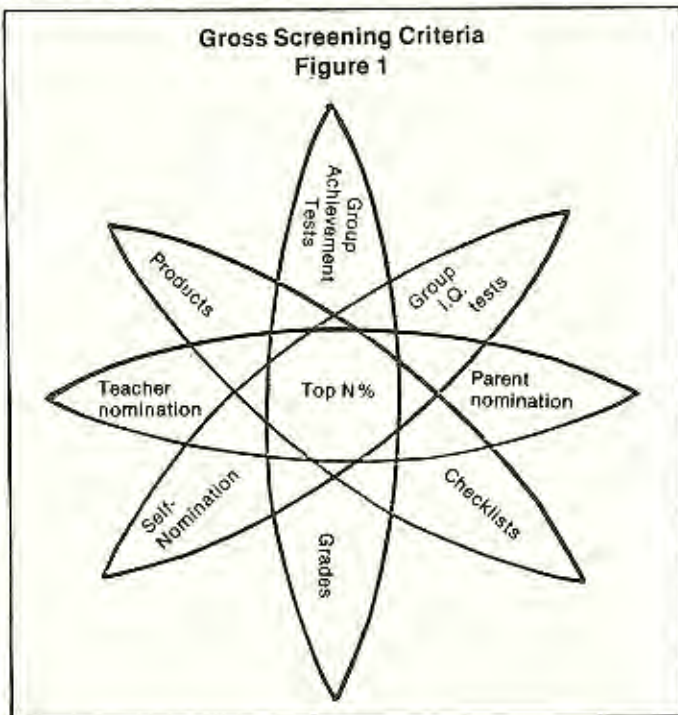 Gross Screening Criteria
Figure 1
Group
Achievement
Tests
Group
I.Q.
tests
Products
Teacher
nomination
Top N%
Parent
nomination
Self-
Nomination
Checklists
Grades